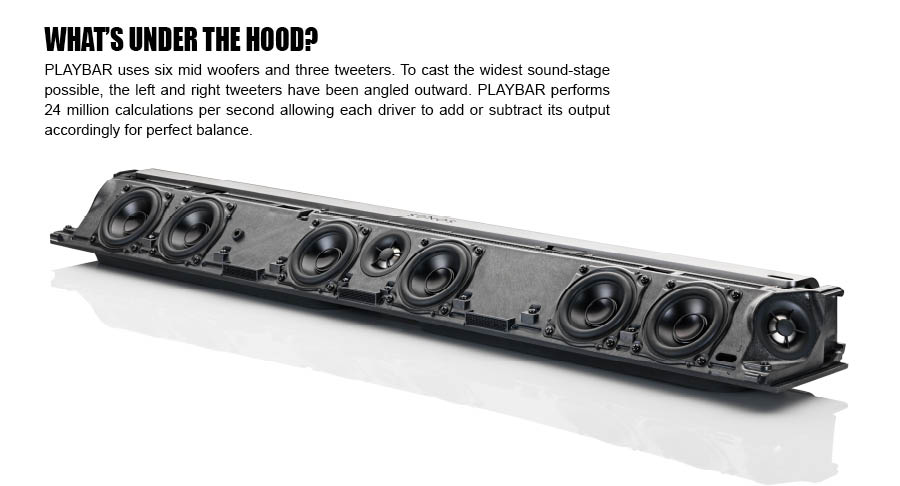 WHAT'S UNDER THE HOOD?
PLAYBAR uses six mid woofers and three tweeters. To cast the widest sound-stage
possible, the left and right tweeters have been angled outward. PLAYBAR performs
24 million calculations per second allowing each driver to add or subtract its output
accordingly for perfect balance.
SONOS